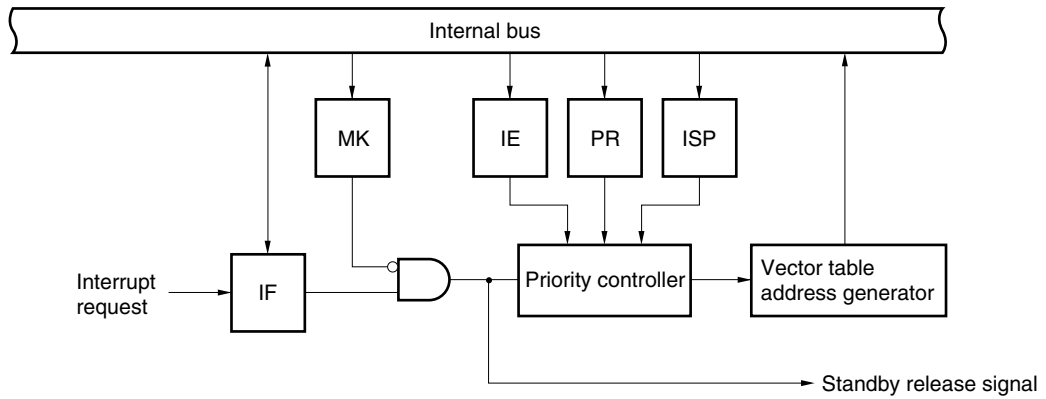 Internal bus
MK
IE
PR
ISP
Interrupt
request
IF
Priority controller
Vector table
address generator
Standby release signal